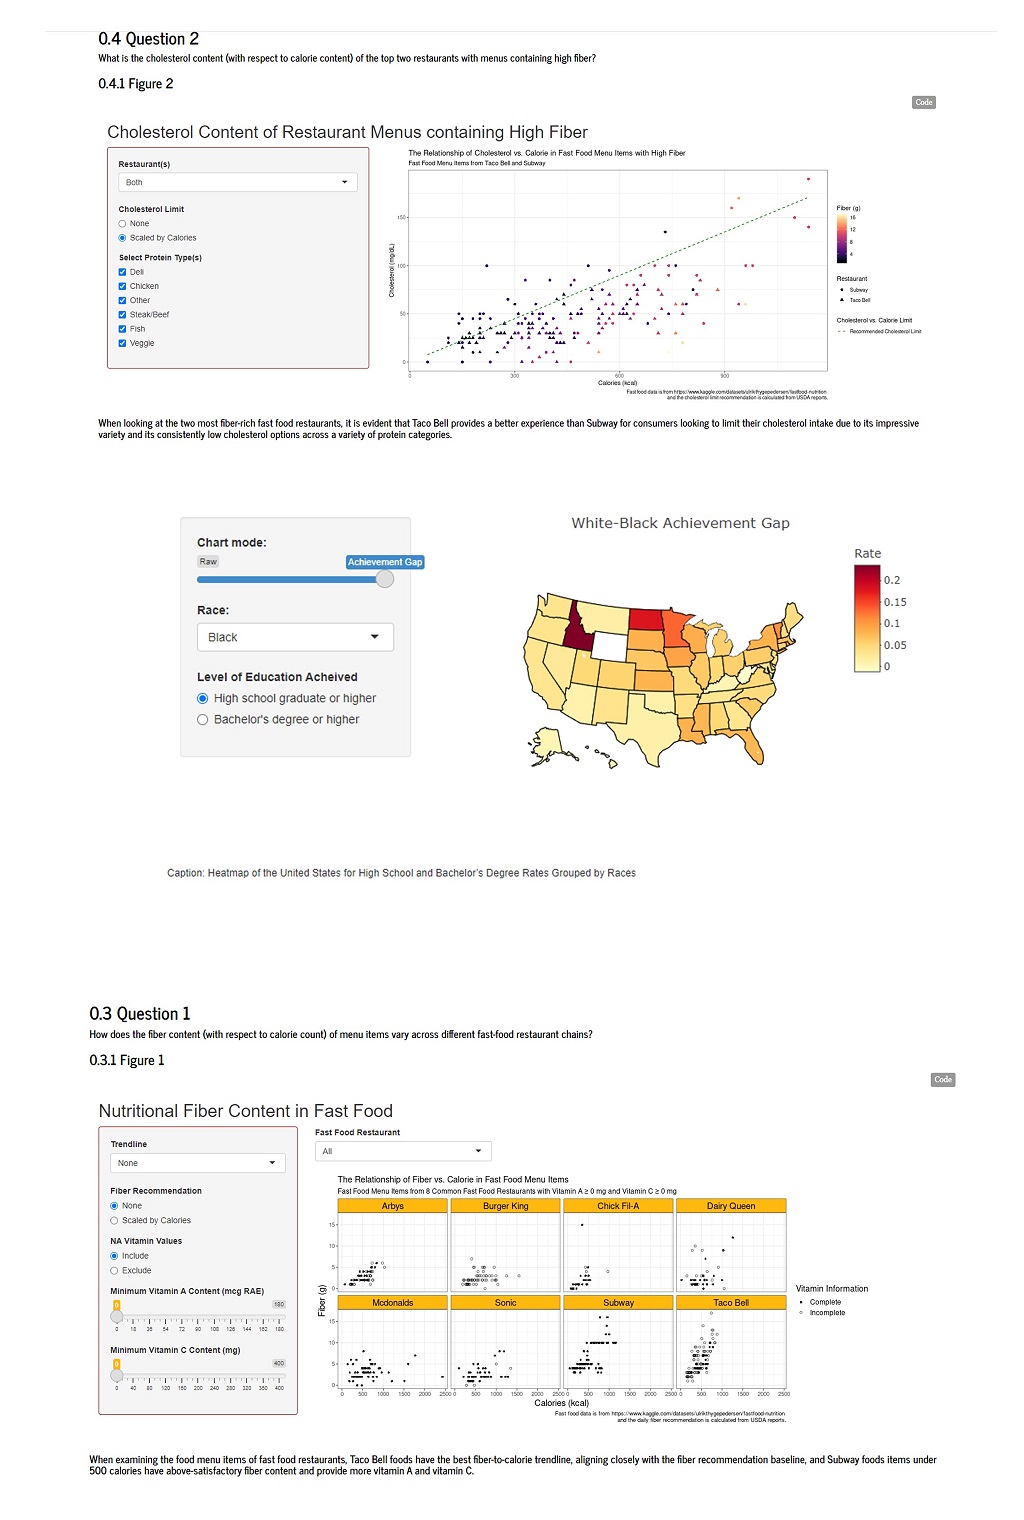 0.4 Question 2
What is the cholesterol content (with respect to calorie content) of the top two restaurants with menus containing high fiber?
0.4.1 Figure 2
Code
Cholesterol Content of Restaurant Menus containing High Fiber
Restaurant(s)
Both
Cholesterol Limit
None
Scaled by Calories
Select Protein Type(s)
Deli
Chicken
Other
Steak/Beef
Fish
Veggie
The Relationship of Cholesterol vs. Calorie in Fast Food Menu Items with High Fiber
Fast Food Menu Items from Taco Bell and Subway
Cholesterol (mg/dL)
150
100
50
0
0 300 600 900
Calories (kcal)
Fast food data is from https://www.kaggle.com/datasets/ulrikthygepedersen/fastfood-nutrition
and the cholesterol limit recommendation is calculated from USDA reports.
Fiber (g)
16
12
8
4
Restaurant
Subway
Taco Bell
Cholesterol vs. Calorie Limit
Recommended Cholesterol Limit
When looking at the two most fiber-rich fast food restaurants, it is evident that Taco Bell provides a better experience than Subway for consumers looking to limit their cholesterol intake due to its impressive
variety and its consistently low cholesterol options across a variety of protein categories.
Chart mode:
Raw
Achievement Gap
Race:
Black
Level of Education Acheived
High school graduate or higher
Bachelor's degree or higher
White-Black Achievement Gap
Rate
0.2
0.15
0.1
0.05
0
Caption: Heatmap of the United States for High School and Bachelor's Degree Rates Grouped by Races
0.3 Question 1
How does the fiber content (with respect to calorie count) of menu items vary across different fast-food restaurant chains?
0.3.1 Figure 1
Code
Nutritional Fiber Content in Fast Food
Trendline
None
Fiber Recommendation
None
Scaled by Calories
NA Vitamin Values
Include
Exclude
Minimum Vitamin A Content (mcg RAE)
0 180
0 18 36 54 72 90 108 126 144 162 180
Minimum Vitamin C Content (mg)
0 400
0 40 80 120 160 200 240 280 320 360 400
Fast Food Restaurant
All
The Relationship of Fiber vs. Calorie in Fast Food Menu Items
Fast Food Menu Items from 8 Common Fast Food Restaurants with Vitamin A ≥ 0 mg and Vitamin C ≥ 0 mg
Arbys Burger King Chick Fil-A Dairy Queen
15
10
5
0
Fiber (g)
Mcdonalds Sonic Subway Taco Bell
15
10
5
0
0 500 1000 1500 2000 2500 0 500 1000 1500 2000 2500 0 500 1000 1500 2000 2500 0 500 1000 1500 2000 2500
Calories (kcal)
Fast food data is from https://www.kaggle.com/datasets/ulrikthygepedersen/fastfood-nutrition
and the daily fiber recommendation is calculated from USDA reports.
Vitamin Information
Complete
Incomplete
When examining the food menu items of fast food restaurants, Taco Bell foods have the best fiber-to-calorie trendline, aligning closely with the fiber recommendation baseline, and Subway foods items under
500 calories have above-satisfactory fiber content and provide more vitamin A and vitamin C.